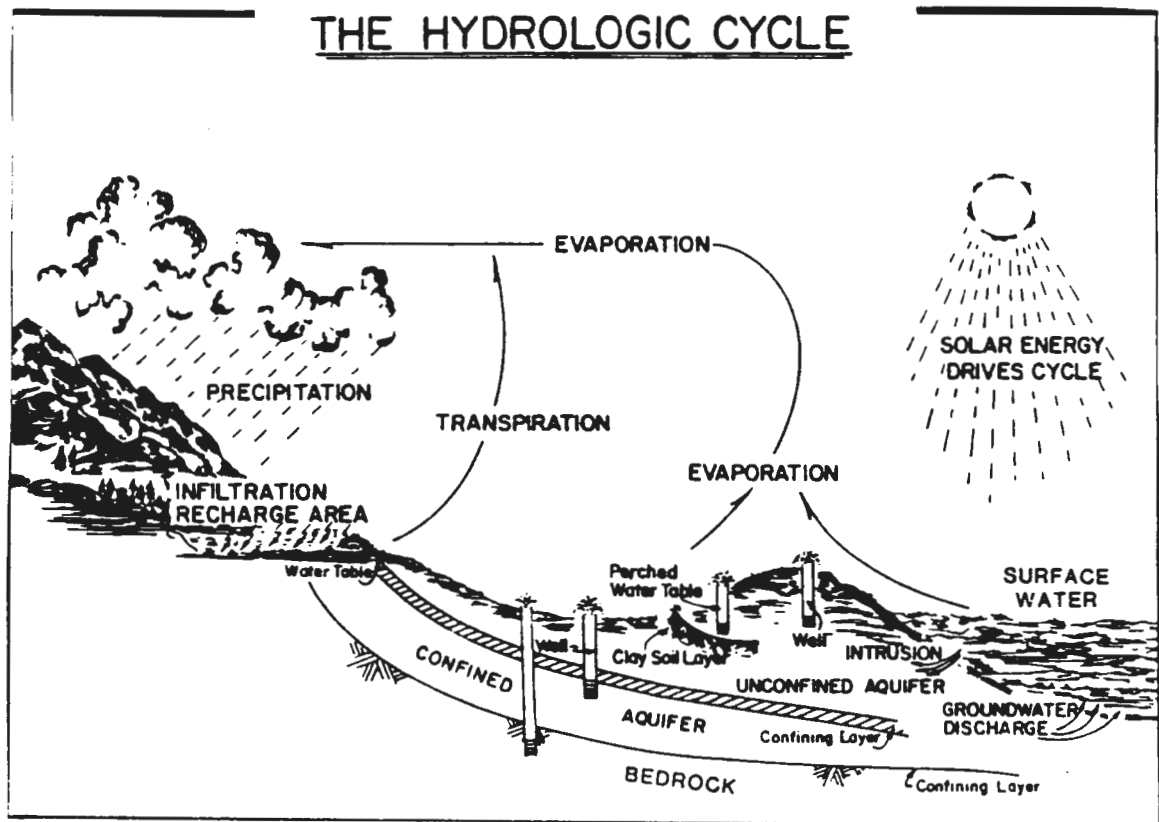 THE HYDROLOGIC CYCLE
EVAPORATION
SOLAR ENERGY
DRIVES CYCLE
PRECIPITATION
TRANSPIRATION
EVAPORATION
INFILTRATION
RECHARGE AREA
Water Table
Perched
Water Table
SURFACE
WATER
Well
Clay Soil Layer
Well
INTRUSION
CONFINED
AQUIFER
UNCONFINED AQUIFER
GROUNDWATER
DISCHARGE
Confining Layer
BEDROCK
Confining Layer